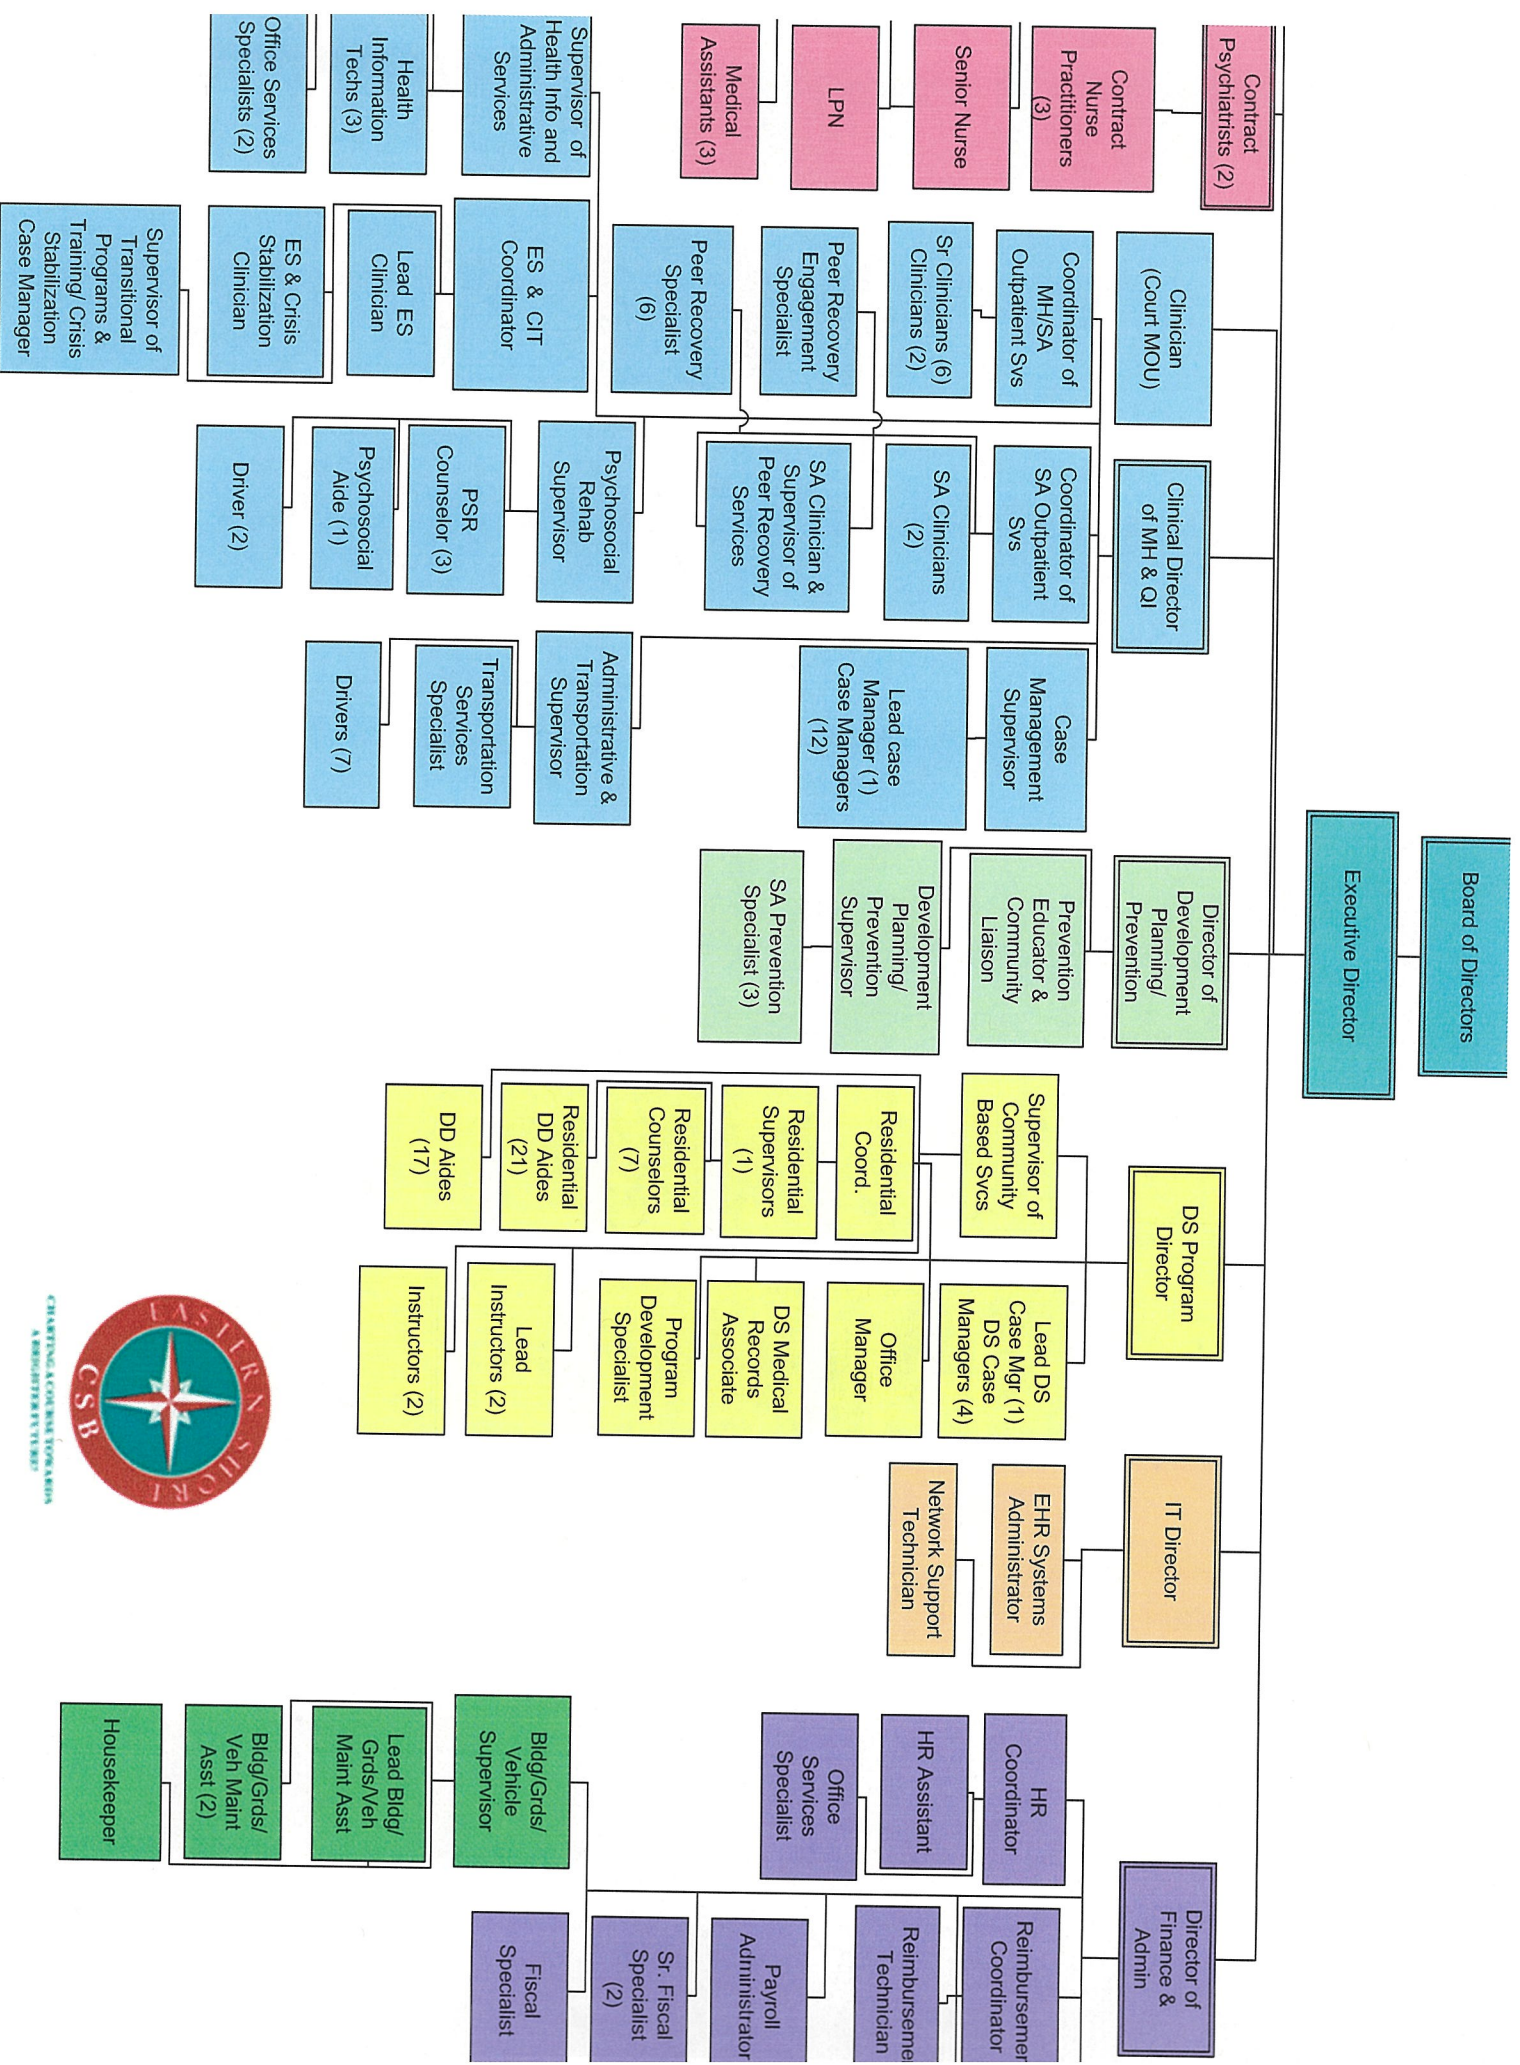 Board of Directors
Executive Director
Contract
Psychiatrists (2)
Contract
Nurse
Practitioners
(3)
Senior Nurse
LPN
Medical
Assistants (3)
Clinician
(Court MOU)
Clinical Director
of MH & QI
Coordinator of
MH/SA
Outpatient Svs
Sr Clinicians (6)
Clinicians (2)
Peer Recovery
Engagement
Specialist
Peer Recovery
Specialist
(6)
Coordinator of
SA Outpatient
Svs
SA Clinicians
(2)
SA Clinician &
Supervisor of
Peer Recovery
Services
Case
Management
Supervisor
Lead case
Manager (1)
Case Managers
(12)
Supervisor of
Health Info and
Administrative
Services
Health
Information
Techs (3)
Office Services
Specialists (2)
ES & CIT
Coordinator
Lead ES
Clinician
ES & Crisis
Stabilization
Clinician
Supervisor of
Transitional
Programs &
Training/ Crisis
Stabilization
Case Manager
Psychosocial
Rehab
Supervisor
PSR
Counselor (3)
Psychosocial
Aide (1)
Driver (2)
Administrative &
Transportation
Supervisor
Transportation
Services
Specialist
Drivers (7)
Director of
Development
Planning/
Prevention
Prevention
Educator &
Community
Liaison
Development
Planning/
Prevention
Supervisor
SA Prevention
Specialist (3)
DS Program
Director
Supervisor of
Community
Based Svcs
Residential
Coord.
Residential
Supervisors
(1)
Residential
Counselors
(7)
Residential
DD Aides
(21)
DD Aides
(17)
Lead DS
Case Mgr (1)
DS Case
Managers (4)
Office
Manager
DS Medical
Records
Associate
Program
Development
Specialist
Lead
Instructors (2)
Instructors (2)
IT Director
EHR Systems
Administrator
Network Support
Technician
Director of
Finance &
Admin
HR
Coordinator
HR Assistant
Office
Services
Specialist
Reimbursemen
Coordinator
Reimburseme
Technician
Payroll
Administrator
Sr. Fiscal
Specialist
(2)
Fiscal
Specialist
Bldg/Grds/
Vehicle
Supervisor
Lead Bldg/
Grds/Veh
Maint Asst
Bldg/Grds/
Veh Maint
Asst (2)
Housekeeper
EASTERN SHORE
CSB
CHARTING A COURSE TOWARDS
A BRIGHTER FUTURE!